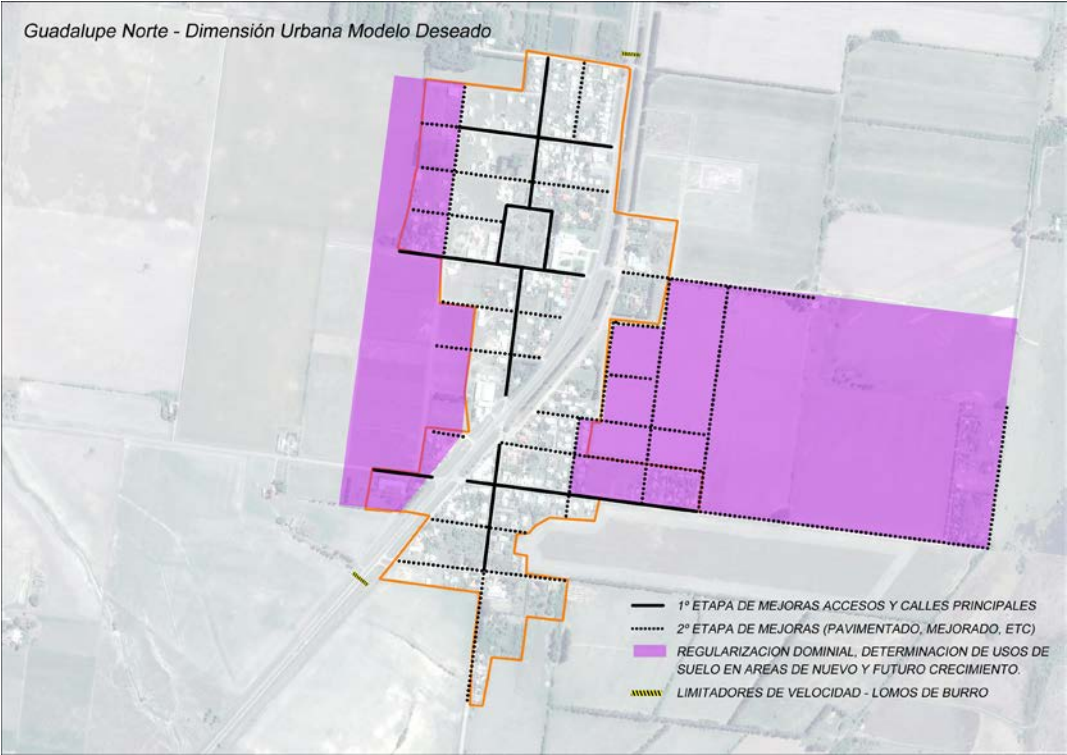 Guadalupe Norte - Dimensión Urbana Modelo Deseado
1º ETAPA DE MEJORAS ACCESOS Y CALLES PRINCIPALES
2º ETAPA DE MEJORAS (PAVIMENTADO, MEJORADO, ETC)
REGULARIZACION DOMINIAL, DETERMINACION DE USOS DE
SUELO EN AREAS DE NUEVO Y FUTURO CRECIMIENTO.
LIMITADORES DE VELOCIDAD - LOMOS DE BURRO